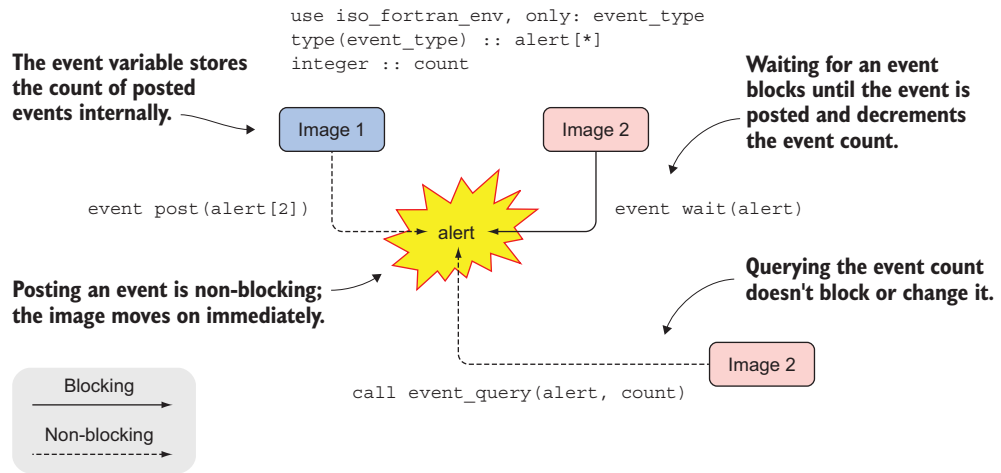 use iso_fortran_env, only: event_type
type(event_type) :: alert[*]
integer :: count
The event variable stores
the count of posted
events internally.
Waiting for an event
blocks until the event is
posted and decrements
the event count.
Image 1
Image 2
event post(alert[2])
alert
event wait(alert)
Posting an event is non-blocking;
the image moves on immediately.
Querying the event count
doesn't block or change it.
Image 2
call event_query(alert, count)
Blocking
Non-blocking